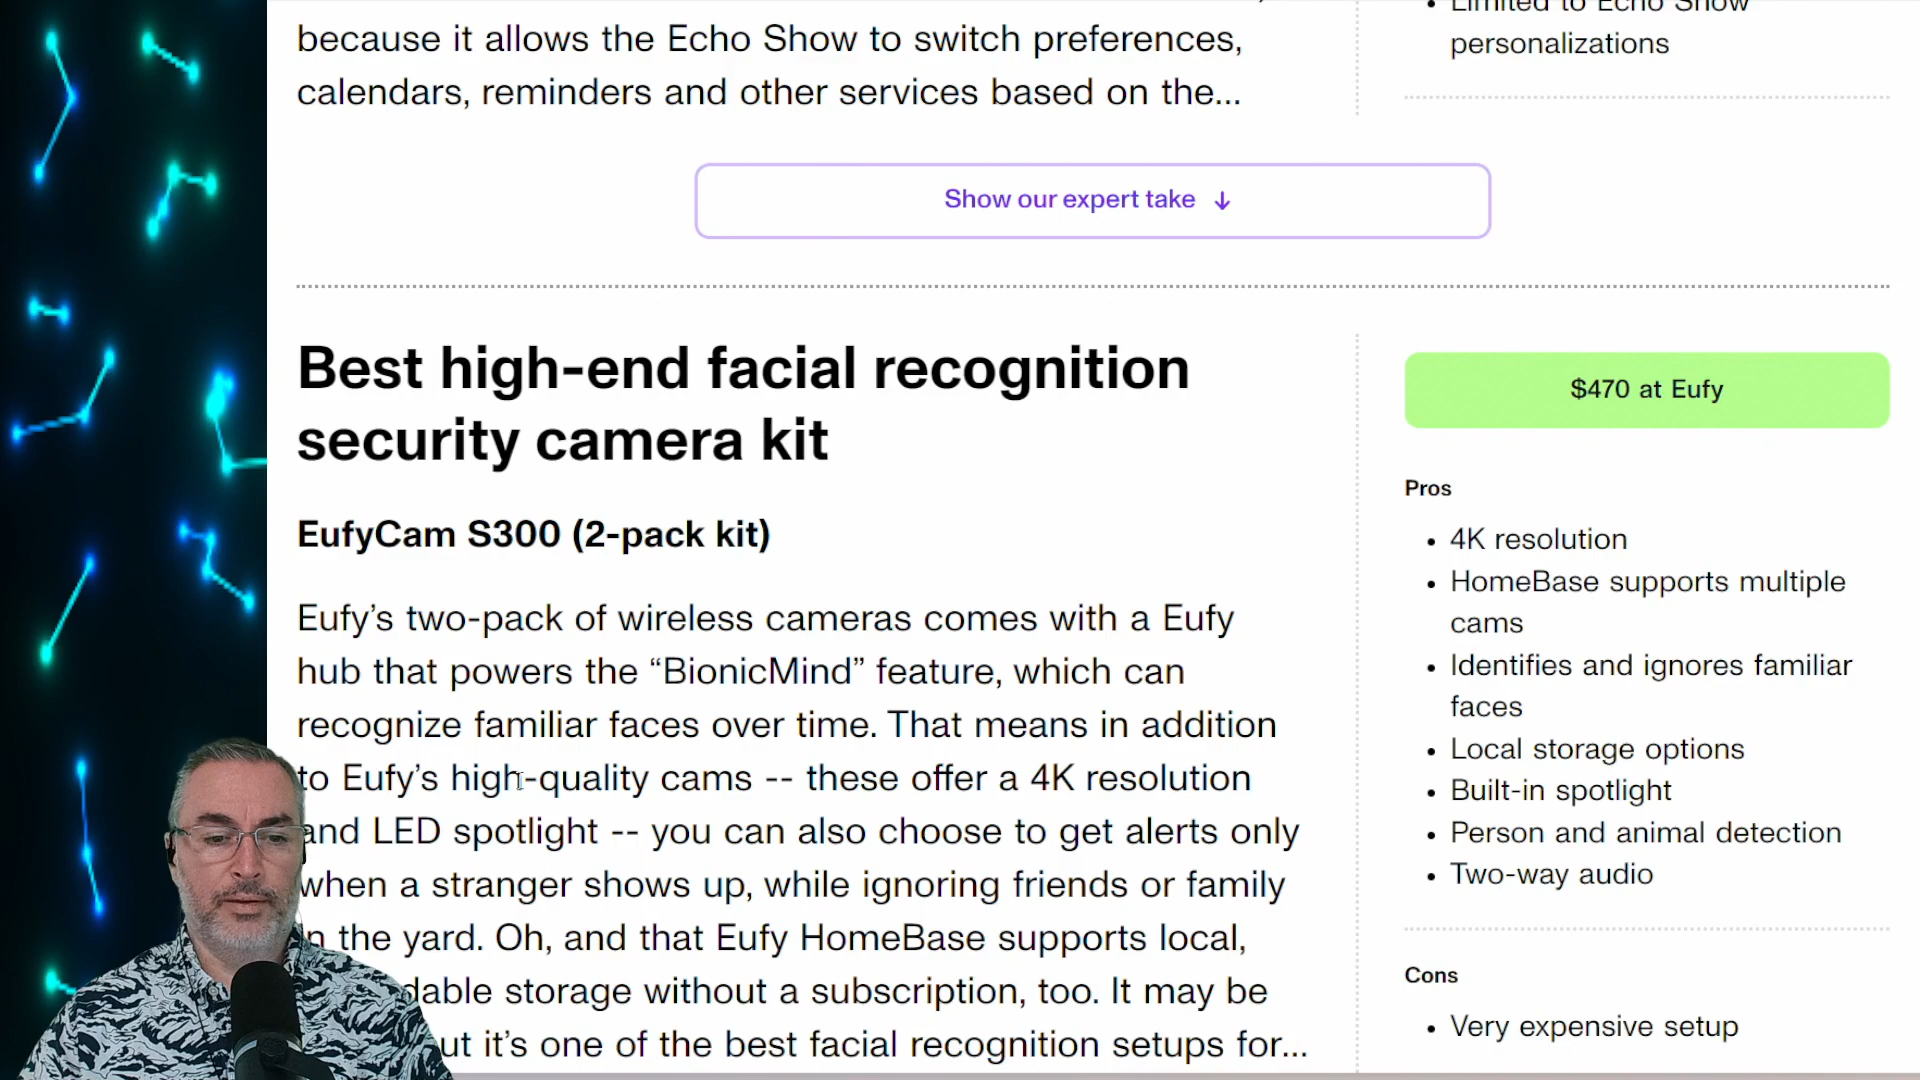 because it allows the Echo Show to switch preferences,
calendars, reminders and other services based on the...
Limited to Echo Show
personalizations
Show our expert take ↓
Best high-end facial recognition
security camera kit
EufyCam S300 (2-pack kit)
Eufy’s two-pack of wireless cameras comes with a Eufy
hub that powers the “BionicMind” feature, which can
recognize familiar faces over time. That means in addition
to Eufy’s high-quality cams -- these offer a 4K resolution
and LED spotlight -- you can also choose to get alerts only
when a stranger shows up, while ignoring friends or family
the yard. Oh, and that Eufy HomeBase supports local,
storage without a subscription, too. It may be
it’s one of the best facial recognition setups for...
$470 at Eufy
Pros
• 4K resolution
• HomeBase supports multiple
cams
• Identifies and ignores familiar
faces
• Local storage options
• Built-in spotlight
• Person and animal detection
• Two-way audio
Cons
• Very expensive setup